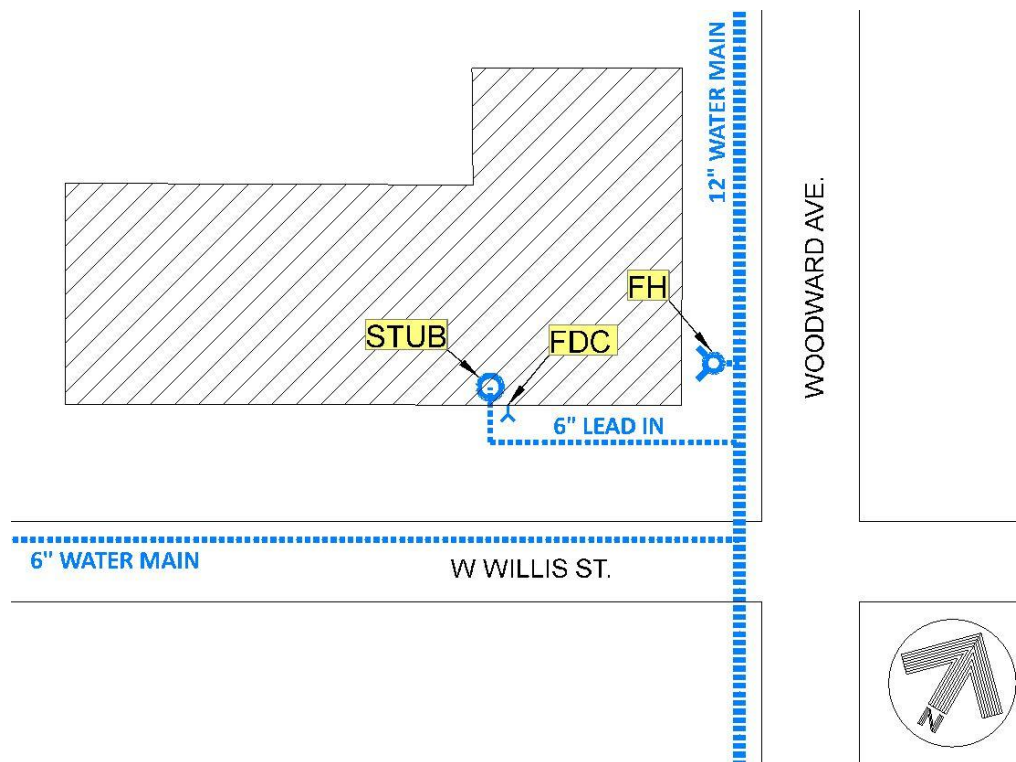 12" WATER MAIN
WOODWARD AVE.
FH
STUB
FDC
6" LEAD IN
6" WATER MAIN
W WILLIS ST.
N